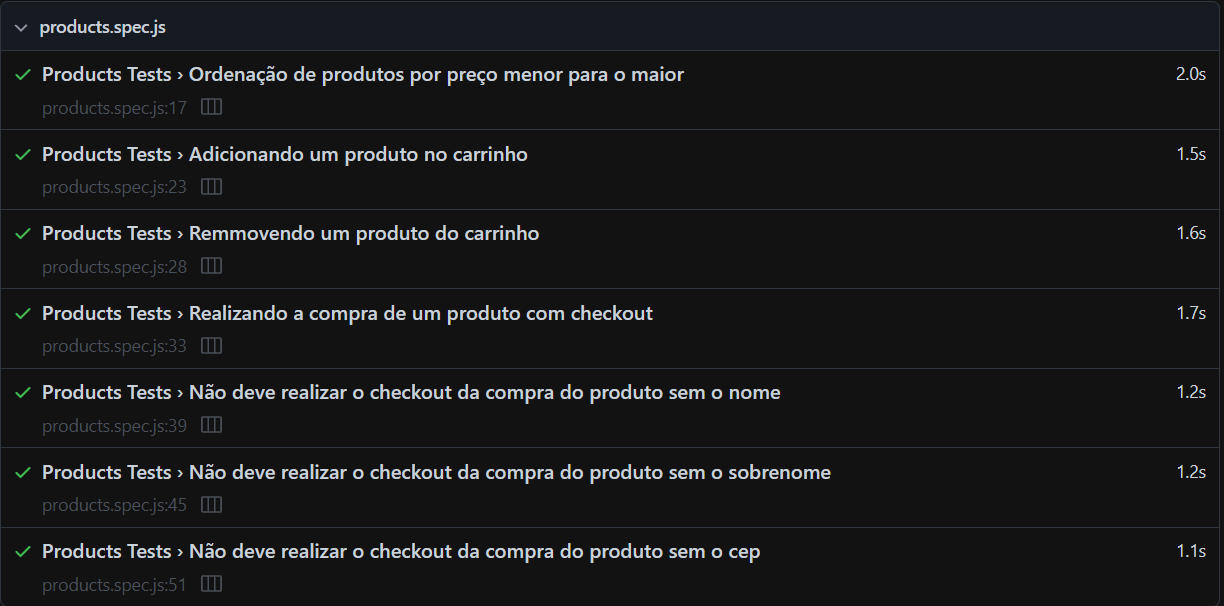 products.spec.js
Products Tests › Ordenação de produtos por preço menor para o maior 2.0s
products.spec.js:17
Products Tests › Adicionando um produto no carrinho 1.5s
products.spec.js:23
Products Tests › Remmovendo um produto do carrinho 1.6s
products.spec.js:28
Products Tests › Realizando a compra de um produto com checkout 1.7s
products.spec.js:33
Products Tests › Não deve realizar o checkout da compra do produto sem o nome 1.2s
products.spec.js:39
Products Tests › Não deve realizar o checkout da compra do produto sem o sobrenome 1.2s
products.spec.js:45
Products Tests › Não deve realizar o checkout da compra do produto sem o cep 1.1s
products.spec.js:51